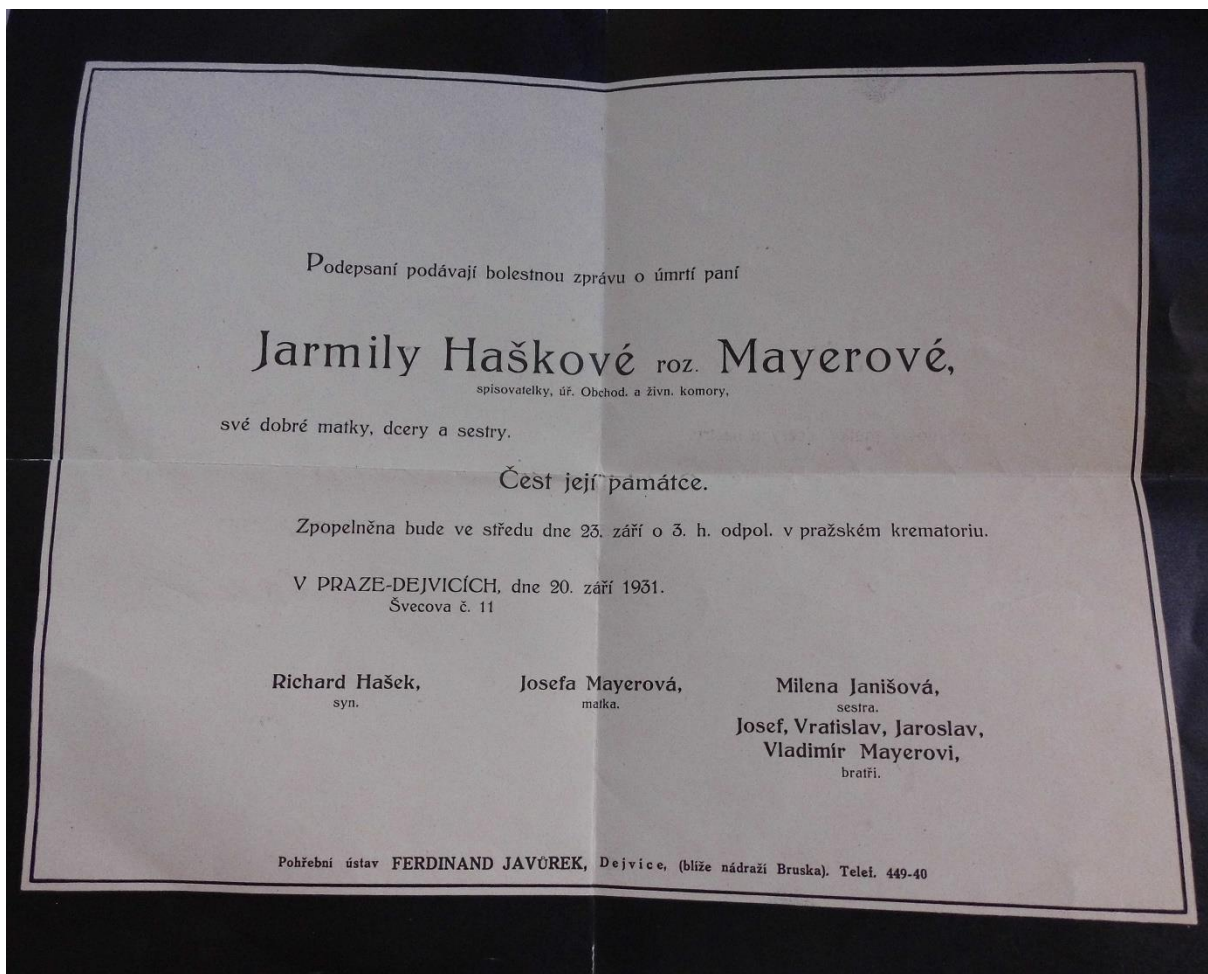 Podepsaní podávají bolestnou zprávu o úmrtí paní
Jarmily Haškové roz. Mayerové,
spisovatelky, úř. Obchod. a živn. komory,
své dobré matky, dcery a sestry.
Čest její památce.
Zpopelněna bude ve středu dne 23. září o 3. h. odpol. v pražském krematoriu.
V PRAZE-DEJVICÍCH, dne 20. září 1931.
Švecova č. 11
Richard Hašek,
syn.
Josefa Mayerová,
matka.
Milena Janišová,
sestra.
Josef, Vratislav, Jaroslav,
Vladimír Mayerovi,
bratři.
Pohřební ústav FERDINAND JAVŮREK, Dejvice, (blíže nádraží Bruska). Telef. 449-40